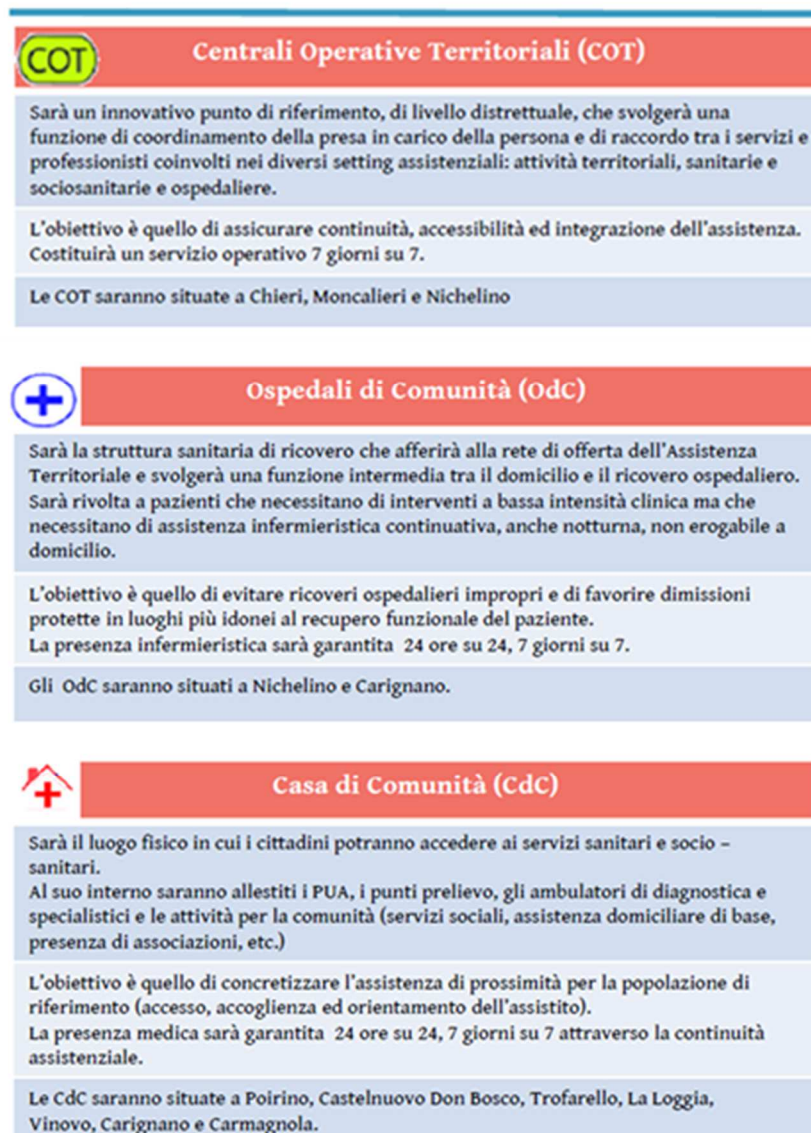 COT
Centrali Operative Territoriali (COT)
Sarà un innovativo punto di riferimento, di livello distrettuale, che svolgerà una
funzione di coordinamento della presa in carico della persona e di raccordo tra i servizi e
professionisti coinvolti nei diversi setting assistenziali: attività territoriali, sanitarie e
sociosanitarie e ospedaliere.
L'obiettivo è quello di assicurare continuità, accessibilità ed integrazione dell'assistenza.
Costituirà un servizio operativo 7 giorni su 7.
Le COT saranno situate a Chieri, Moncalieri e Nichelino
Ospedali di Comunità (OdC)
Sarà la struttura sanitaria di ricovero che afferirà alla rete di offerta dell'Assistenza
Territoriale e svolgerà una funzione intermedia tra il domicilio e il ricovero ospedaliero.
Sarà rivolta a pazienti che necessitano di interventi a bassa intensità clinica ma che
necessitano di assistenza infermieristica continuativa, anche notturna, non erogabile a
domicilio.
L'obiettivo è quello di evitare ricoveri ospedalieri impropri e di favorire dimissioni
protette in luoghi più idonei al recupero funzionale del paziente.
La presenza infermieristica sarà garantita 24 ore su 24, 7 giorni su 7.
Gli OdC saranno situati a Nichelino e Carignano.
Casa di Comunità (CdC)
Sarà il luogo fisico in cui i cittadini potranno accedere ai servizi sanitari e socio –
sanitari.
Al suo interno saranno allestiti i PUA, i punti prelievo, gli ambulatori di diagnostica e
specialistici e le attività per la comunità (servizi sociali, assistenza domiciliare di base,
presenza di associazioni, etc.)
L'obiettivo è quello di concretizzare l'assistenza di prossimità per la popolazione di
riferimento (accesso, accoglienza ed orientamento dell'assistito).
La presenza medica sarà garantita 24 ore su 24, 7 giorni su 7 attraverso la continuità
assistenziale.
Le CdC saranno situate a Poirino, Castelnuovo Don Bosco, Trofarello, La Loggia,
Vinovo, Carignano e Carmagnola.